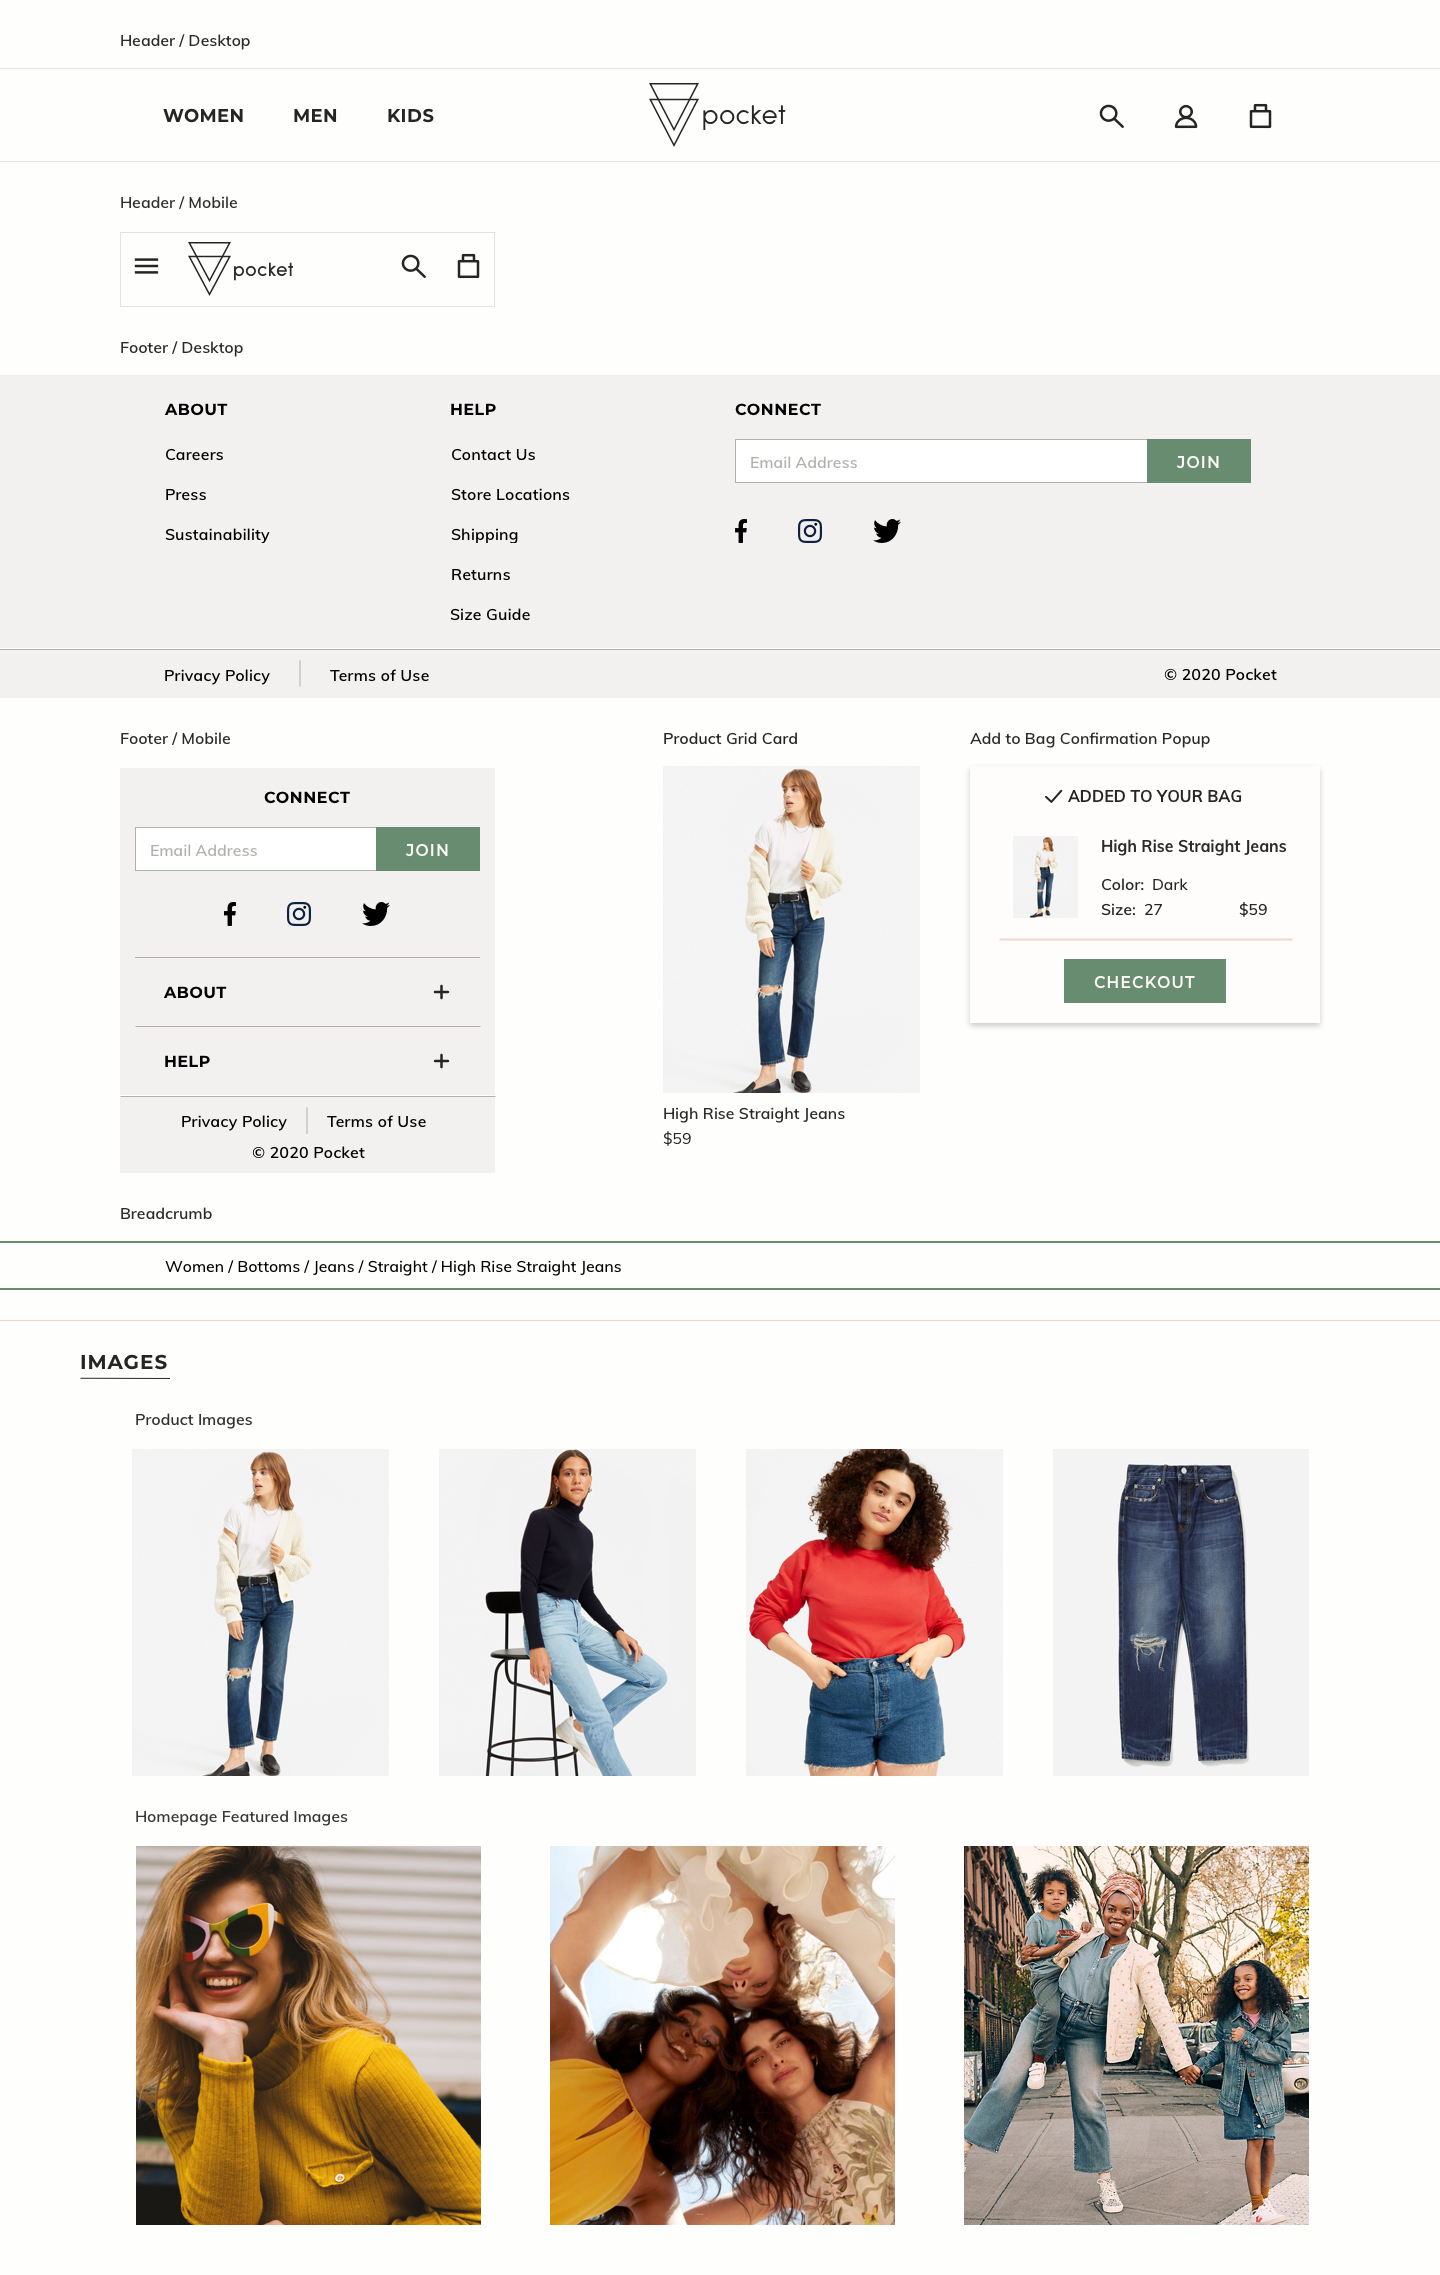 Header / Desktop
WOMEN MEN KIDS pocket
Header / Mobile
pocket
Footer / Desktop
ABOUT HELP CONNECT
Careers Contact Us Email Address JOIN
Press Store Locations
Sustainability Shipping
Returns
Size Guide
Privacy Policy Terms of Use © 2020 Pocket
Footer / Mobile
CONNECT
Email Address JOIN
ABOUT
HELP
Privacy Policy Terms of Use
© 2020 Pocket
Product Grid Card
High Rise Straight Jeans
$59
Add to Bag Confirmation Popup
ADDED TO YOUR BAG
High Rise Straight Jeans
Color: Dark
Size: 27 $59
CHECKOUT
Breadcrumb
Women / Bottoms / Jeans / Straight / High Rise Straight Jeans
IMAGES
Product Images
Homepage Featured Images